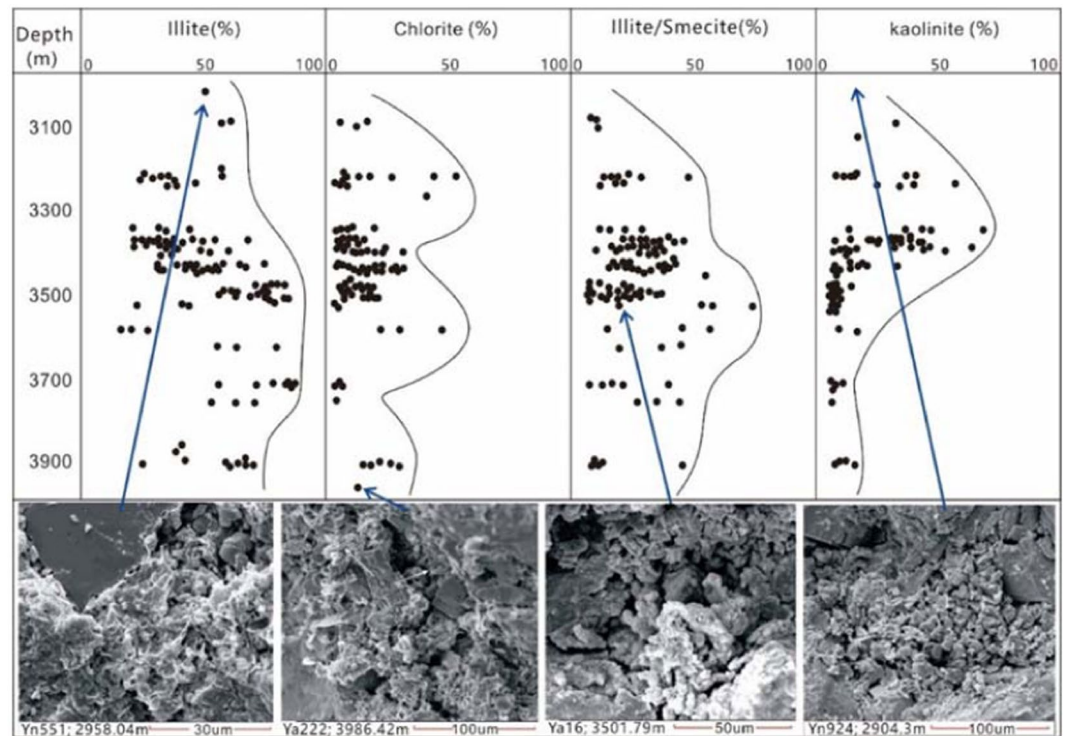 Depth (m)
Illite(%)
Chlorite (%)
Illite/Smecite(%)
kaolinite (%)
0 50 100 0 50 100 0 50 100 0 50 100
3100
3300
3500
3700
3900
Yn551; 2958.04m 30um
Ya222; 3986.42m 100um
Ya16; 3501.79m 50um
Yn924; 2904.3m 100um